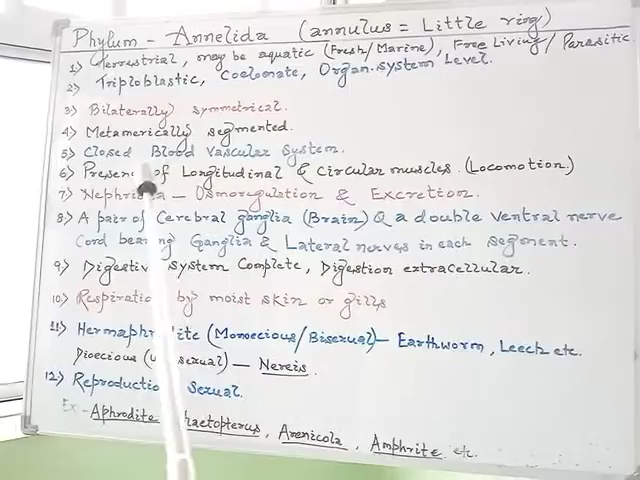 Phylum - Annelida (annulus = Little ring)
1) Terrestrial, may be aquatic (Fresh/Marine), Free Living/Parasitic
2) Triploblastic, Coelomate, Organ-system Level.
3) Bilaterally symmetrical.
4) Metamerically segmented.
5) Closed Blood Vascular System.
6) Presen of Longitudinal & Circular muscles. (Locomotion)
7) Nephridia - Osmoregulation & Excretion.
8) A pair of Cerebral ganglia (Brain) & a double ventral nerve
Cord bearing Ganglia & Lateral nerves in each segment.
9) Digestive system Complete, Digestion extracellular.
10) Respiration by moist skin or gills
11) Hermaphrodite (Monoecious/Bisexual) - Earthworm, Leech etc.
Dioecious (sexual) - Nereis.
12) Reproduction Sexual.
Ex - Aphrodite haetopterus, Arenicola, Amphrite etc.